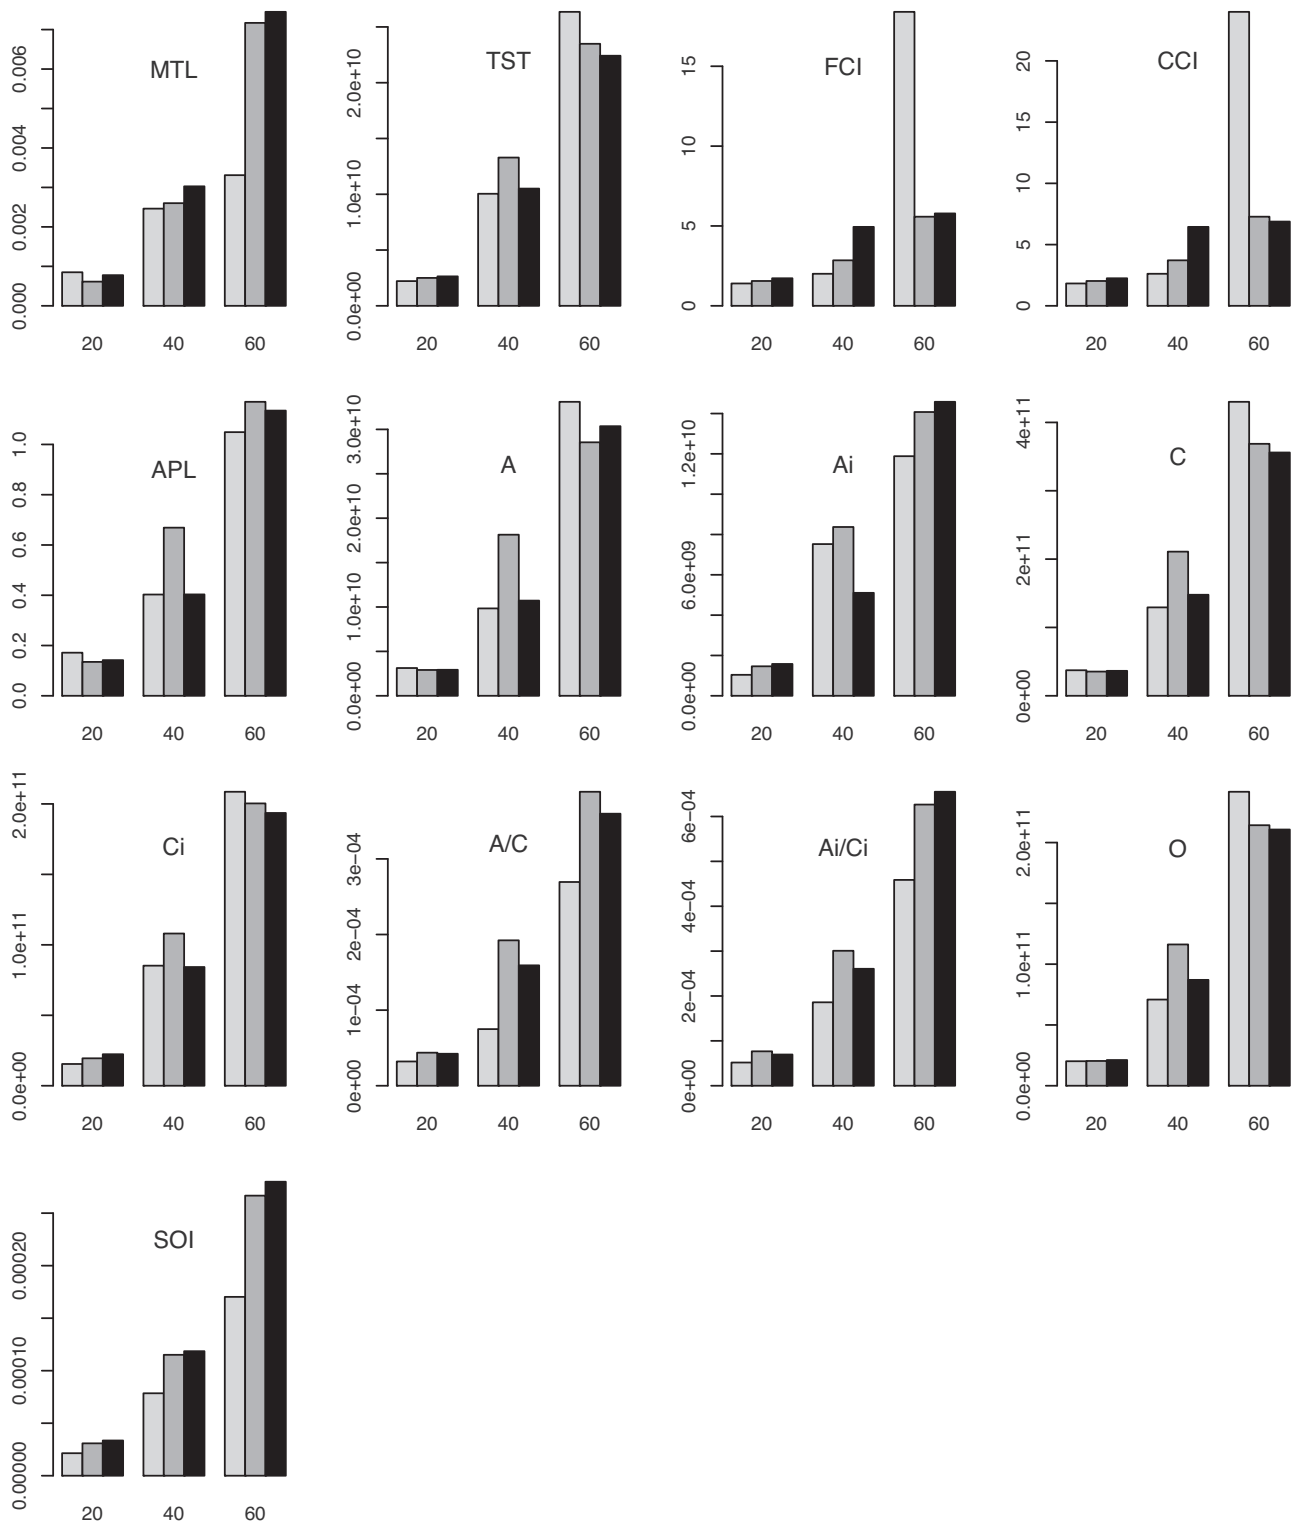 MTL
0.000
0.002
0.004
0.006
20 40 60
TST
0.0e+00
1.0e+10
2.0e+10
20 40 60
FCI
0
5
10
15
20 40 60
CCI
0
5
10
15
20
20 40 60
APL
0.0
0.2
0.4
0.6
0.8
1.0
20 40 60
A
0.0e+00
1.0e+10
2.0e+10
3.0e+10
20 40 60
Ai
0.0e+00
6.0e+09
1.2e+10
20 40 60
C
0e+00
2e+11
4e+11
20 40 60
Ci
0.0e+00
1.0e+11
2.0e+11
20 40 60
A/C
0e+00
1e−04
2e−04
3e−04
20 40 60
Ai/Ci
0e+00
2e−04
4e−04
6e−04
20 40 60
O
0.0e+00
1.0e+11
2.0e+11
20 40 60
SOI
0.00000
0.00010
0.00020
20 40 60